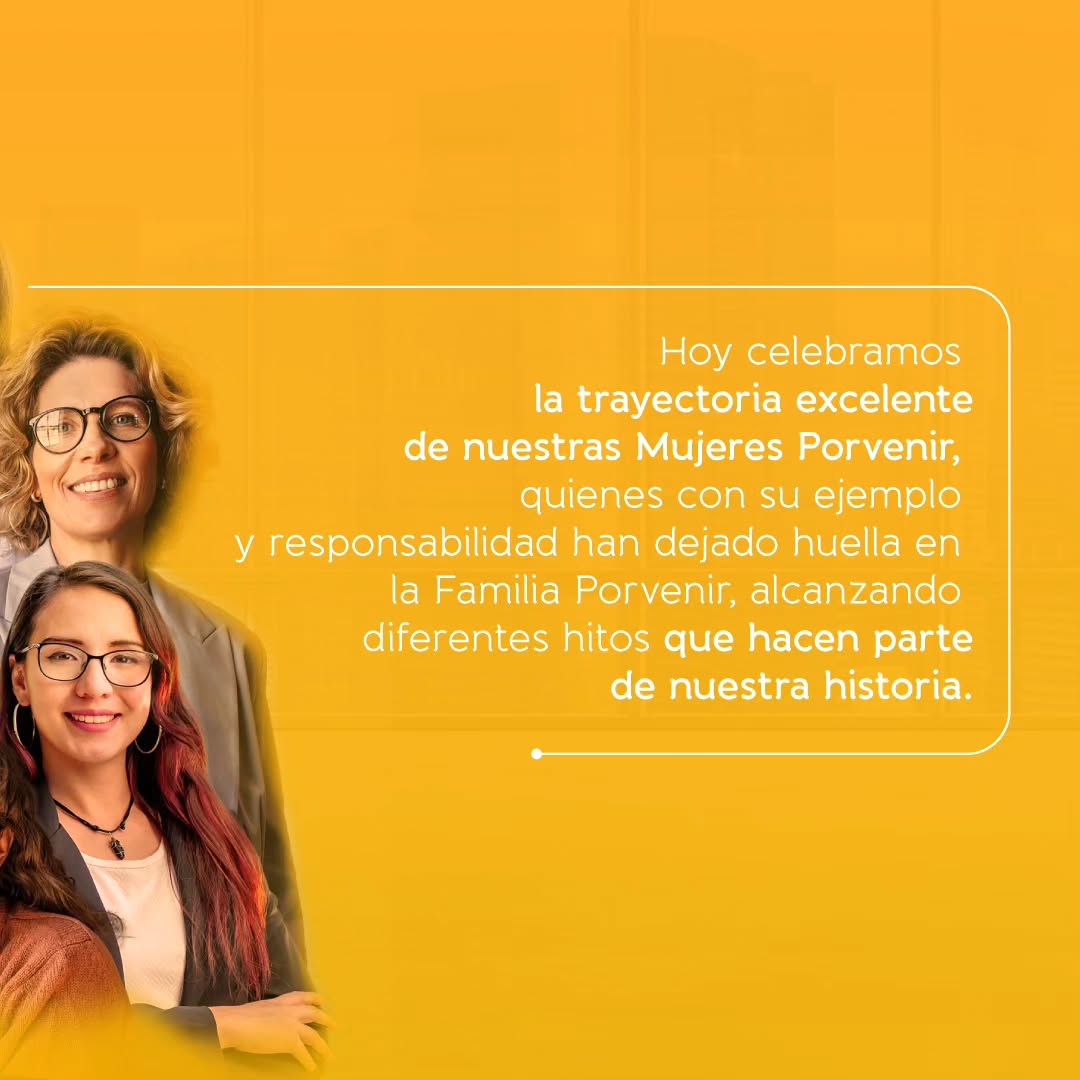 Hoy celebramos
la trayectoria excelente
de nuestras Mujeres Porvenir,
quienes con su ejemplo
y responsabilidad han dejado huella en
la Familia Porvenir, alcanzando
diferentes hitos que hacen parte
de nuestra historia.